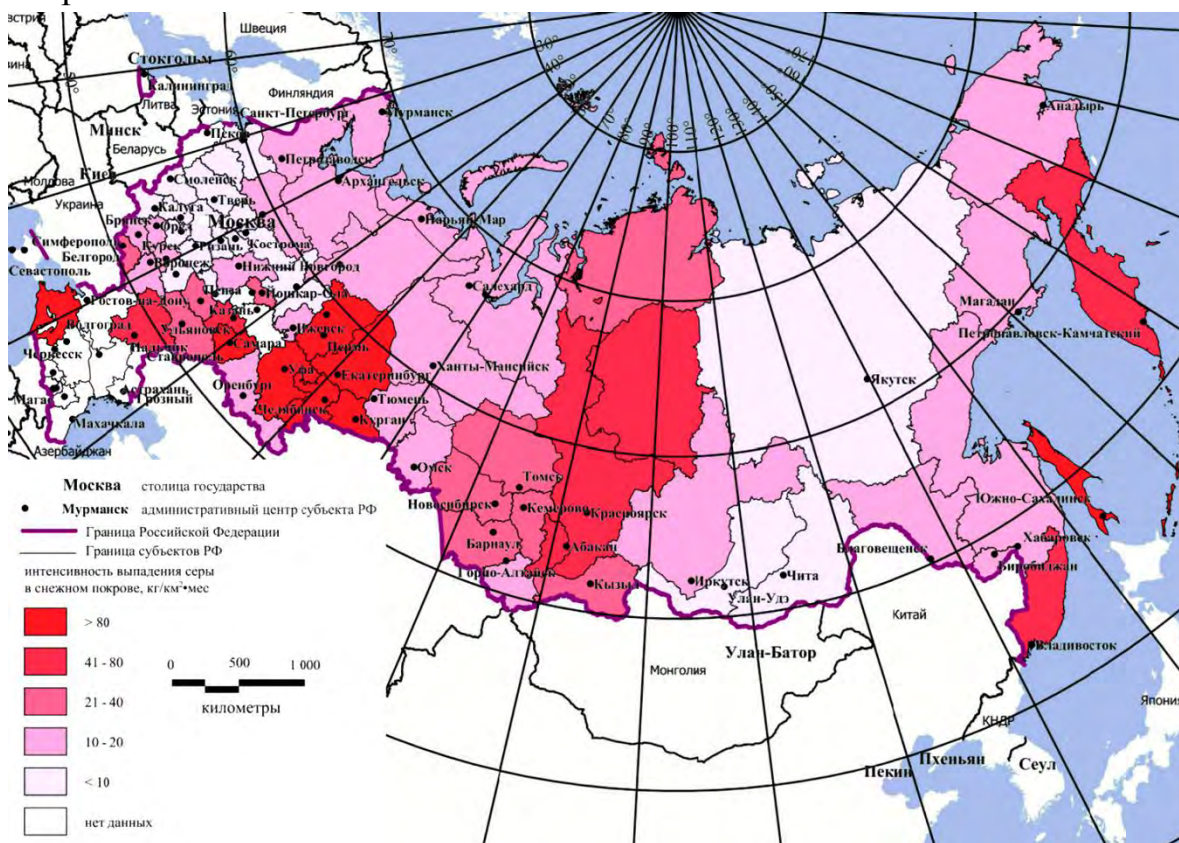 Швеция
Стокгольм
Калининград
Литва
Эстония
Финляндия
Санкт-Петербург
Мурманск
Минск
Беларусь
Псков
Киев
Молдова
Украина
Смоленск
Петрозаводск
Архангельск
Тверь
Калуга
Брянск
Орел
Москва
Нарьян-Мар
Анадырь
Симферополь
Белгород
Курск
Рязань
Кострома
Севастополь
Воронеж
Нижний Новгород
Салехард
Ростов-на-Дону
Пенза
Йошкар-Ола
Волгоград
Казань
Ульяновск
Ижевск
Магадан
Петропавловск-Камчатский
Черкесск
Нальчик
Самара
Пермь
Ставрополь
Уфа
Екатеринбург
Ханты-Мансийск
Якутск
Оренбург
Астрахань
Магас
Грозный
Челябинск
Тюмень
Курган
Махачкала
Азербайджан
Омск
Томск
Новосибирск
Кемерово
Красноярск
Южно-Сахалинск
Барнаул
Абакан
Хабаровск
Благовещенск
Биробиджан
Горно-Алтайск
Кызыл
Иркутск
Чита
Улан-Удэ
Китай
Владивосток
Улан-Батор
Монголия
Япония
КНДР
Пхеньян
Сеул
Пекин
Москва столица государства
Мурманск административный центр субъекта РФ
Граница Российской Федерации
Граница субъектов РФ
интенсивность выпадения серы
в снежном покрове, кг/км²•мес
> 80
41 - 80
21 - 40
10 - 20
< 10
нет данных
0 500 1 000
километры